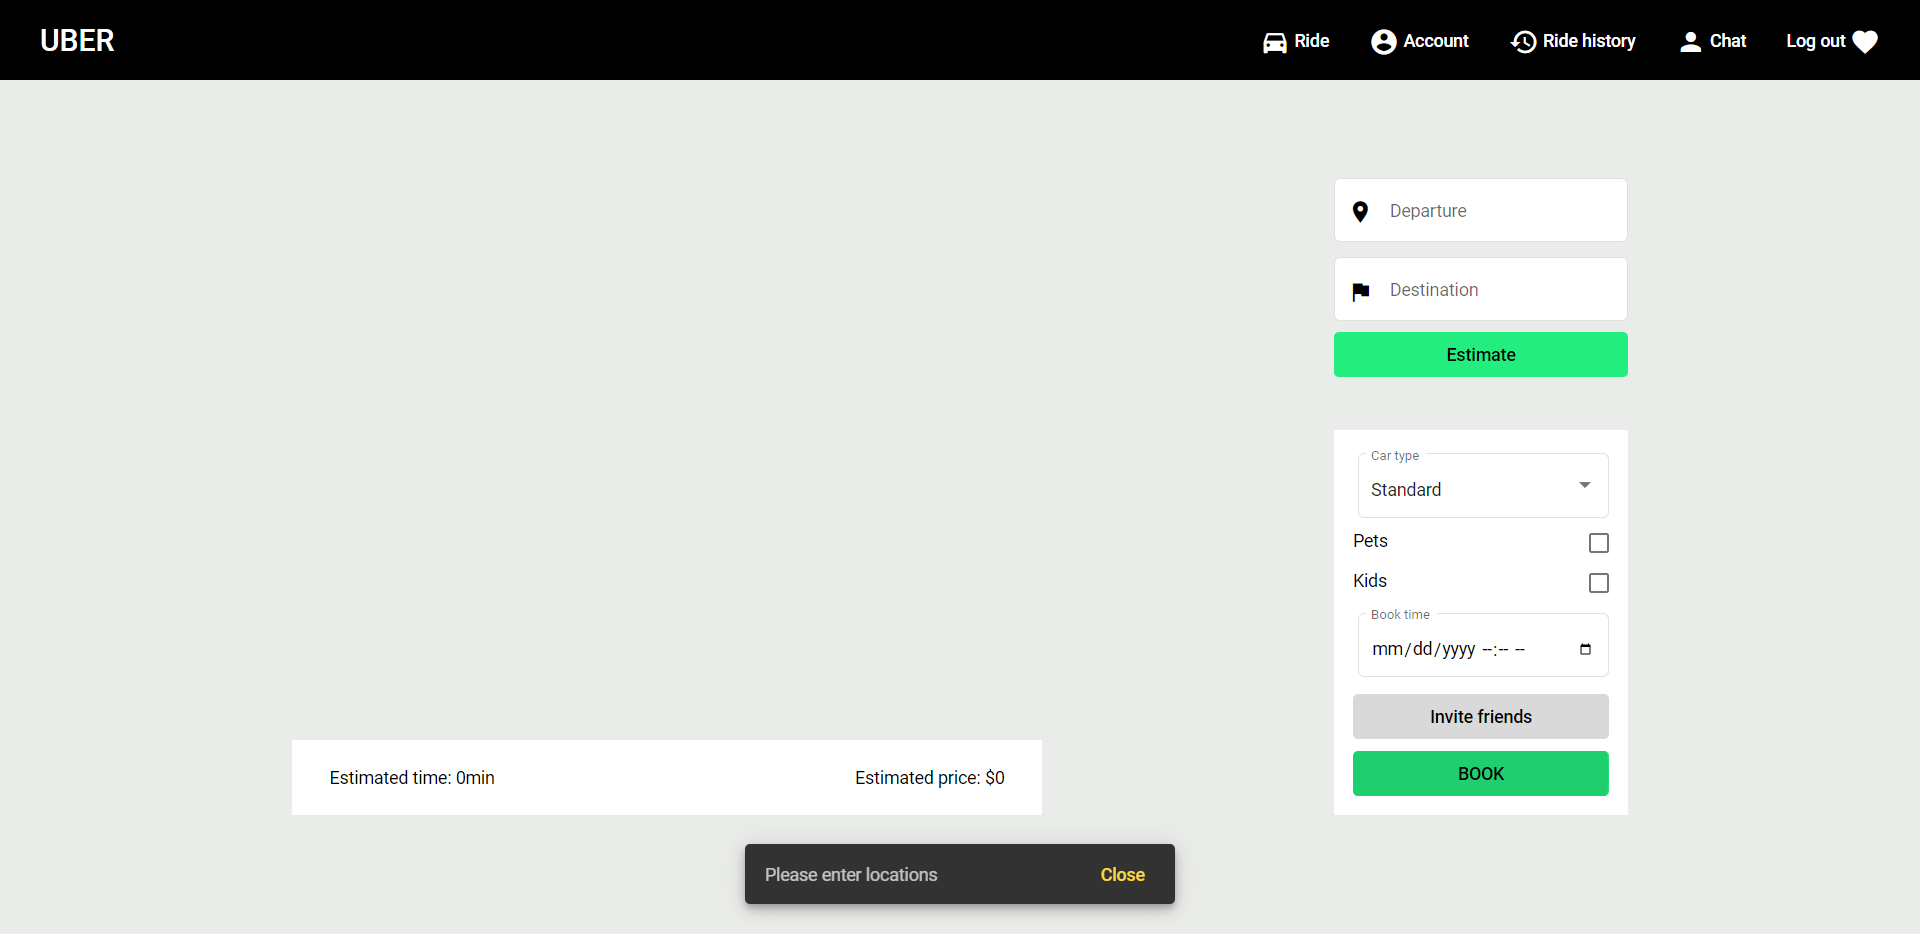 UBER
Ride
Account
Ride history
Chat
Log out
Departure
Destination
Estimate
Car type
Standard
Pets
Kids
Book time
mm/dd/yyyy --:-- --
Invite friends
BOOK
Estimated time: 0min
Estimated price: $0
Please enter locations
Close